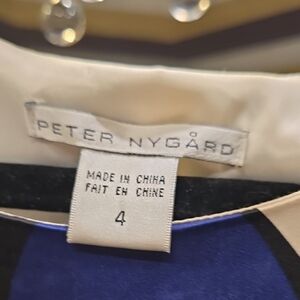 PETER NYGÅRD
MADE IN CHINA
FAIT EN CHINE
4